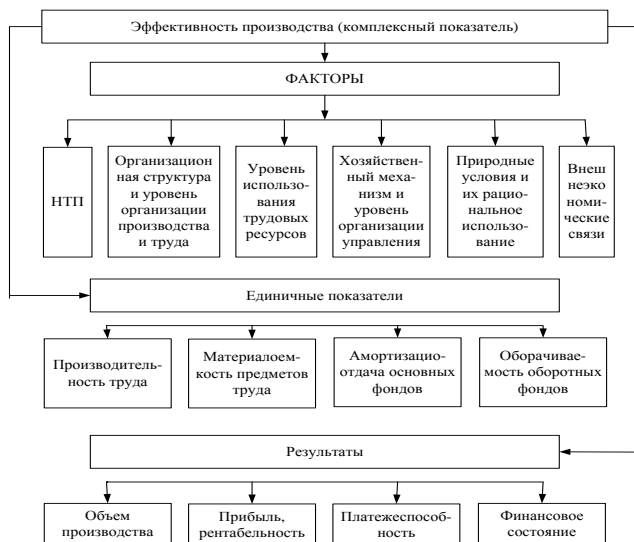 Эффективность производства (комплексный показатель)
ФАКТОРЫ
НТП
Организацион
ная структура
и уровень
организации
производства
и труда
Уровень
использо-
вания
трудовых
ресурсов
Хозяйствен-
ный меха-
низм и
уровень
организации
управления
Природные
условия и
их рацио-
нальное
использо-
вание
Внеш
неэко
номи-
ческие
связи
Единичные показатели
Производитель-
ность труда
Материалоем-
кость предметов
труда
Амортизацио-
отдача основных
фондов
Оборачивае-
мость оборотных
фондов
Результаты
Объем
производства
Прибыль,
рентабельность
Платежеспособ-
ность
Финансовое
состояние